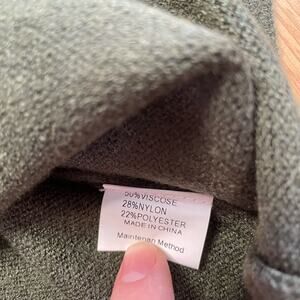 50%VISCOSE
28%NYLON
22%POLYESTER
MADE IN CHINA
Maintenan Method